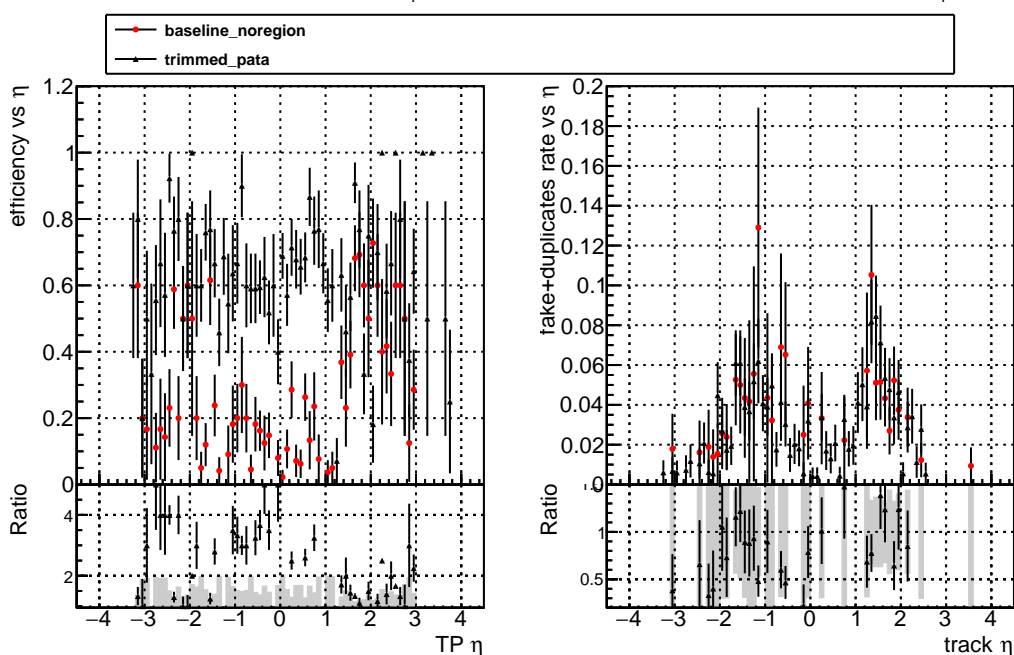 baseline_noregion
trimmed_pata
efficiency vs η
1.2
1
0.8
0.6
0.4
0.2
0
Ratio
4
2
−4 −3 −2 −1 0 1 2 3 4
TP η
fake+duplicates rate vs η
0.2
0.18
0.16
0.14
0.12
0.1
0.08
0.06
0.04
0.02
0
Ratio
1
0.5
−4 −3 −2 −1 0 1 2 3 4
track η